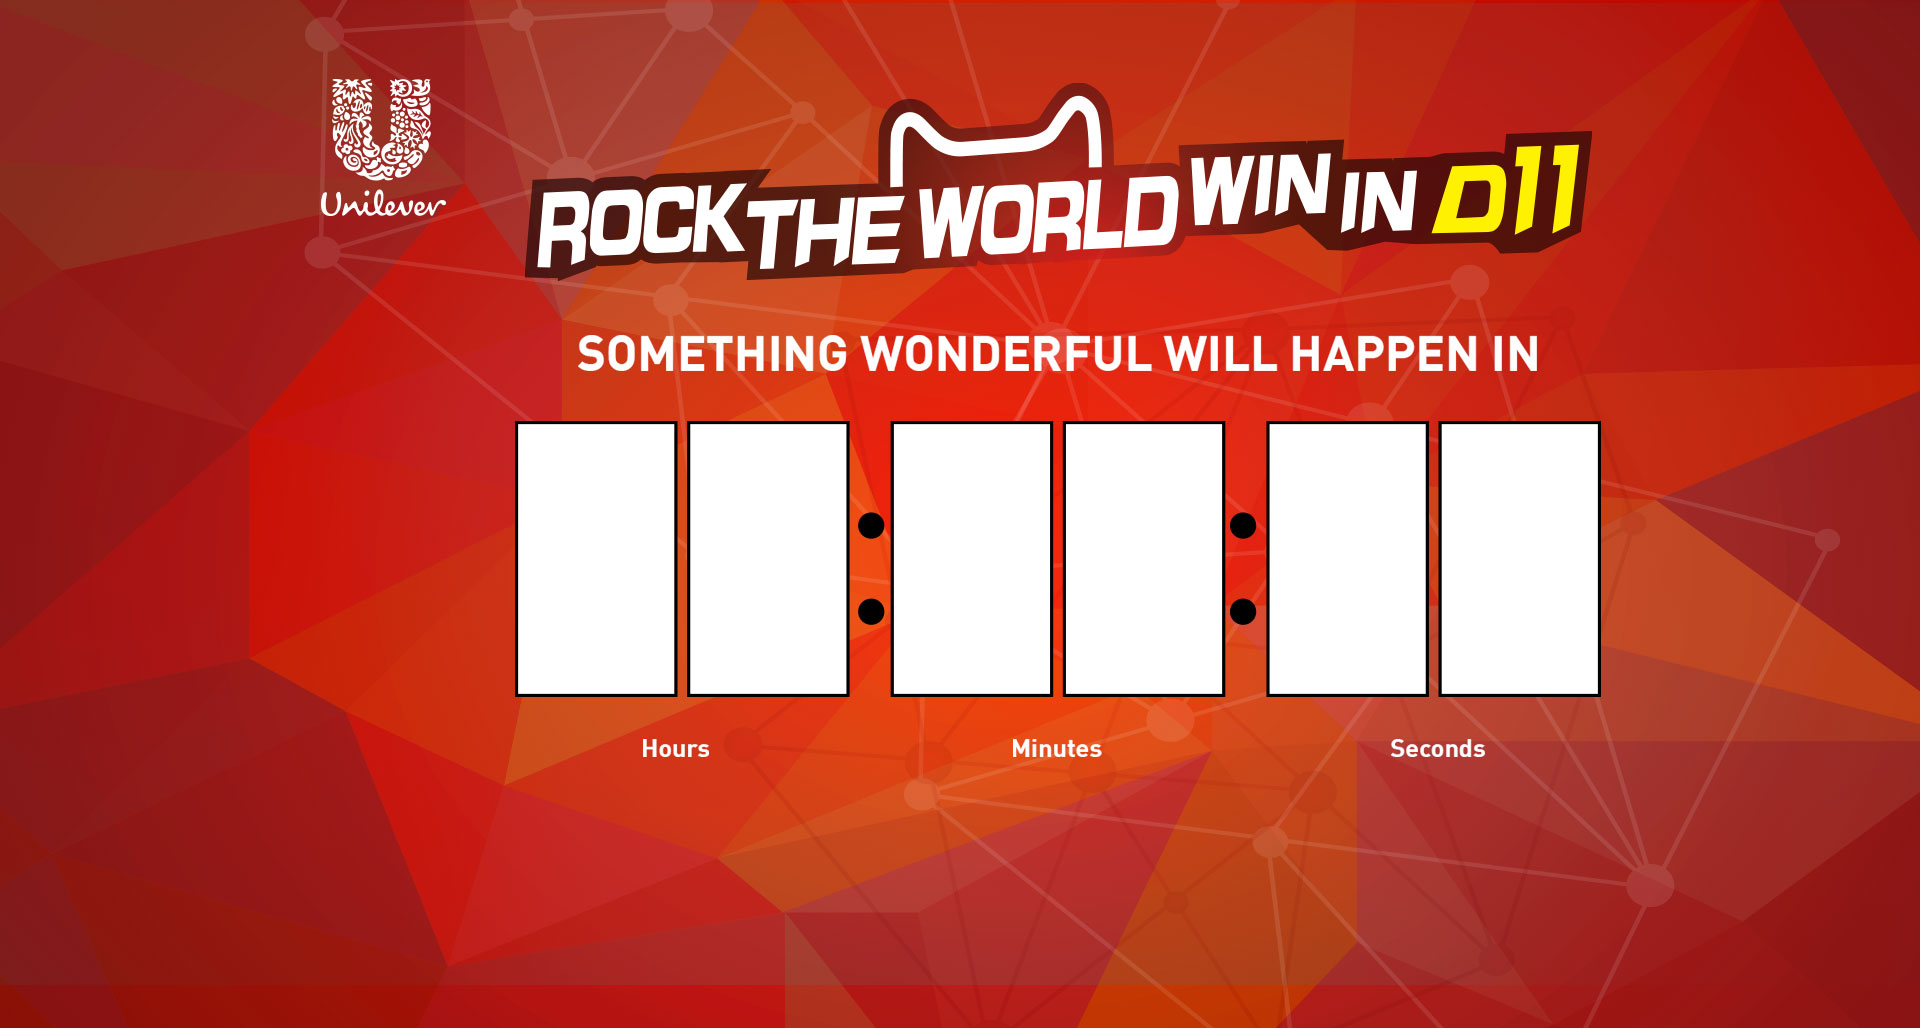 Unilever
ROCK THE WORLD WIN IN D11
SOMETHING WONDERFUL WILL HAPPEN IN
: :
Hours Minutes Seconds